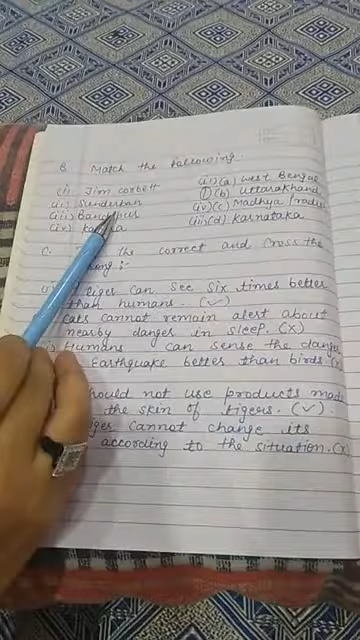 B. Match the following:
(i) Jim corbett (ii)(a) West Bengal
(ii) Sunderban (i)(b) Uttarakhand
(iii) Bandipur (iv)(c) Madhya Prades
(iv) Kanha (iii)(d) Karnataka
C. the correct and cross the
:-
Tiger can see six times better
than humans. (✓)
Cats cannot remain alert about
nearby danger in sleep. (X)
Humans can sense the danger
Earthquake better than birds. (X)
should not use products made
the skin of tigers. (✓)
cannot change its
according to the situation. (X)